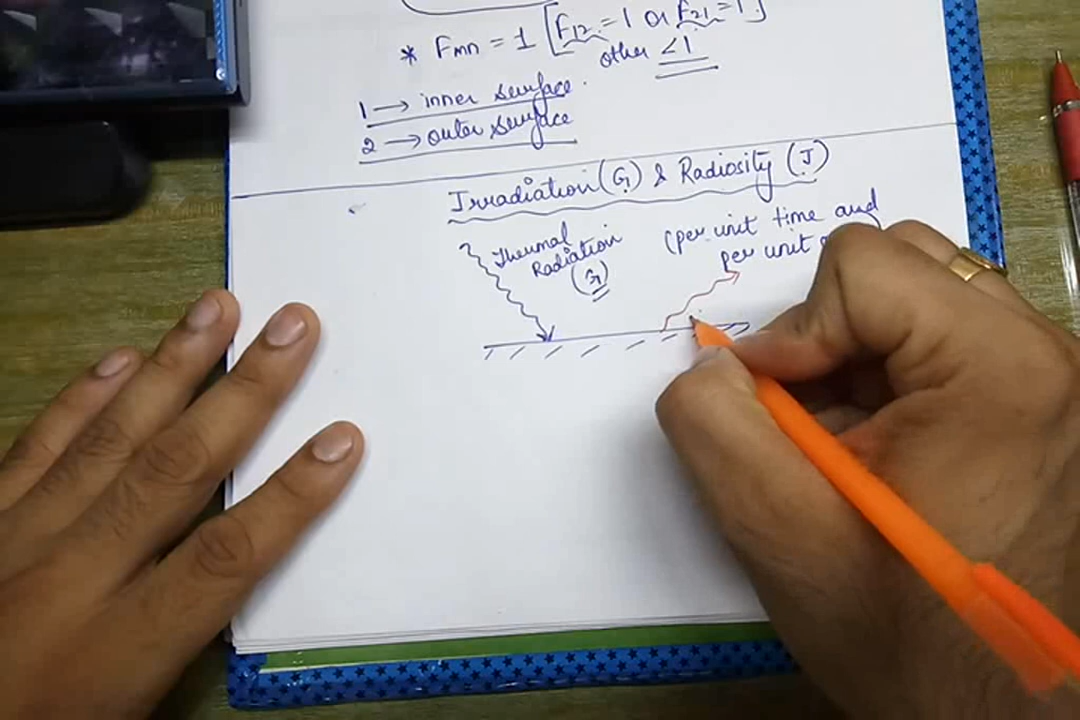 * Fmn = 1 [F12 = 1 or F21 = 1]
other < 1
1 → inner surface.
2 → outer surface
Irradiation (G) & Radiosity (J)
Thermal
Radiation
(G)
(per unit time and
per unit